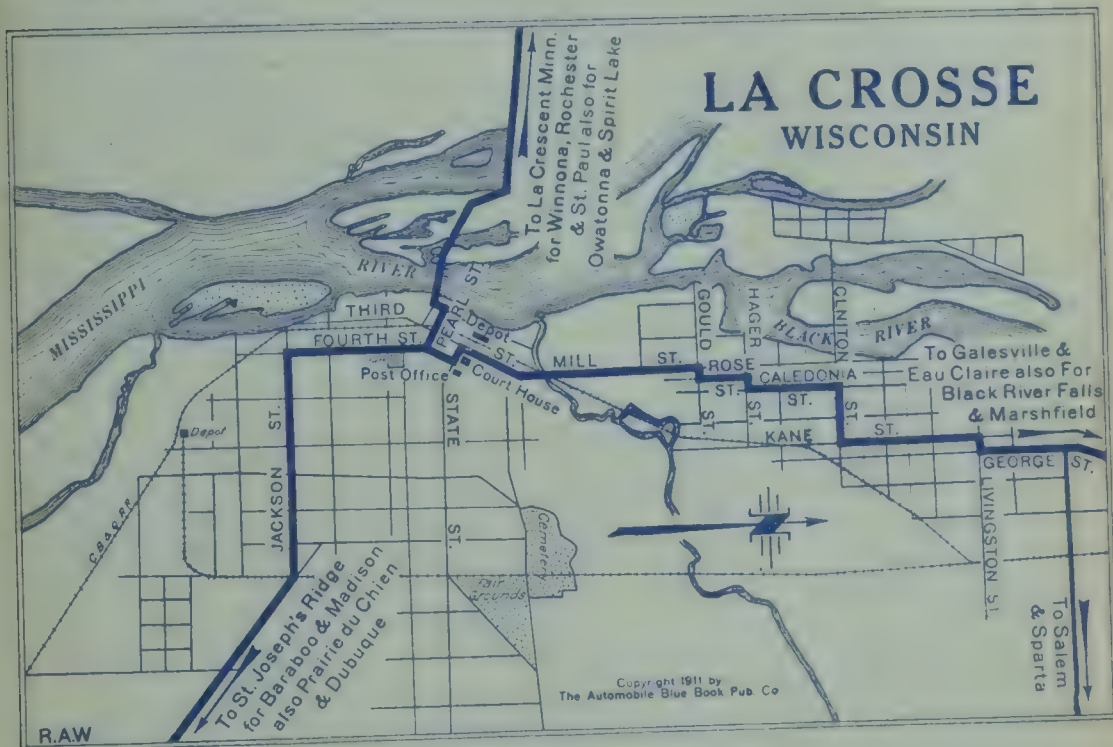 LA CROSSE
WISCONSIN
To La Crescent Minn.
for Winnona, Rochester
& St. Paul also for
Owatonna & Spirit Lake
MISSISSIPPI
RIVER
BLACK RIVER
THIRD ST.
FOURTH ST.
PEARL ST.
Depot
Post Office
Court House
MILL ST.
GOULD ST.
HAGER ST.
CLANITON ST.
ROSE ST.
CALEDONIA ST.
KANE ST.
GEORGE ST.
LIVINGSTON ST.
STATE ST.
JACKSON ST.
Depot
C.B.& Q. R.R.
Cemetery
Fair
Grounds
To Galesville &
Eau Claire also For
Black River Falls
& Marshfield
To Salem
& Sparta
To St. Joseph's Ridge
for Baraboo & Madison
also Prairie du Chien
& Dubuque
Copyright 1911 by
The Automobile Blue Book Pub. Co
R.A.W